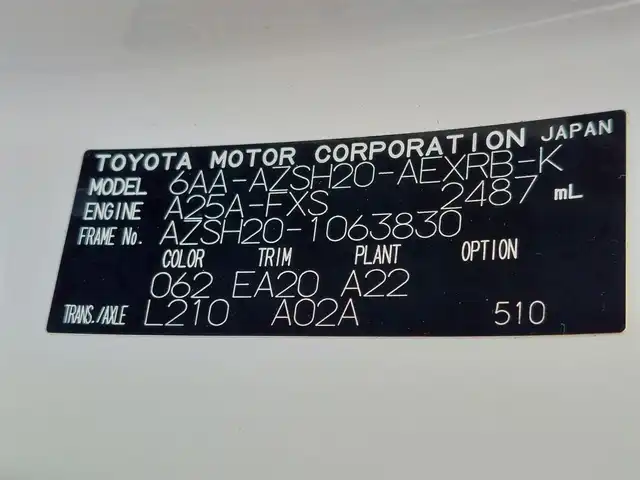 TOYOTA MOTOR CORPORATION JAPAN
MODEL 6AA-AZSH20-AEXRB-K
ENGINE A25A-FXS 2487 mL
FRAME No. AZSH20-1063830
COLOR TRIM PLANT OPTION
062 EA20 A22
TRANS./AXLE L210 A02A 510